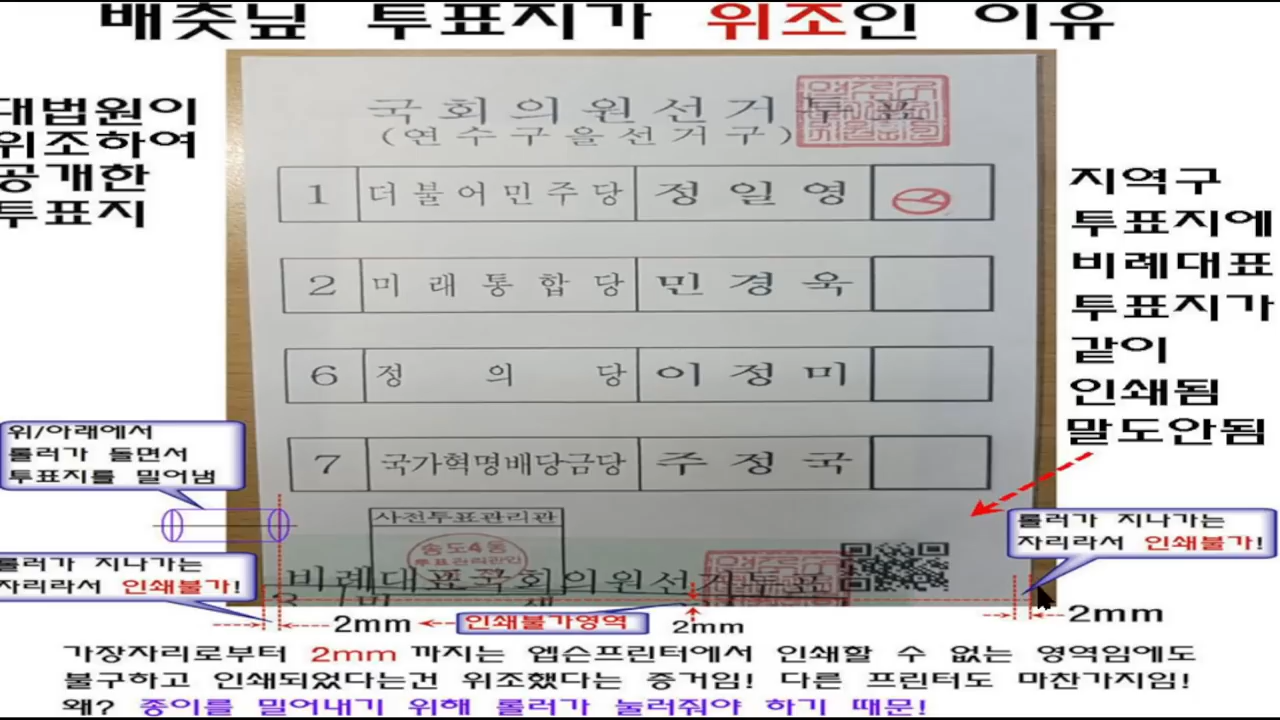 배춧닢 투표지가 위조인 이유
대법원이
위조하여
공개한
투표지
국회의원선거투표
(연수구을선거구)
1 더불어민주당 정일영
2 미래통합당 민경욱
6 정의당 이정미
7 국가혁명배당금당 주정국
지역구
투표지에
비례대표
투표지가
같이
인쇄됨
말도안됨
위/아래에서
롤러가 돌면서
투표지를 밀어냄
사전투표관리관
송도4동
투표관리관인
비례대표국회의원선거투표
롤러가 지나가는
자리라서 인쇄불가!
롤러가 지나가는
자리라서 인쇄불가!
2mm
인쇄불가영역
2mm
2mm
가장자리로부터 2mm 까지는 엡슨프린터에서 인쇄할 수 없는 영역임에도
불구하고 인쇄되었다는건 위조했다는 증거임! 다른 프린터도 마찬가지임!
왜? 종이를 밀어내기 위해 롤러가 눌러줘야 하기 때문!